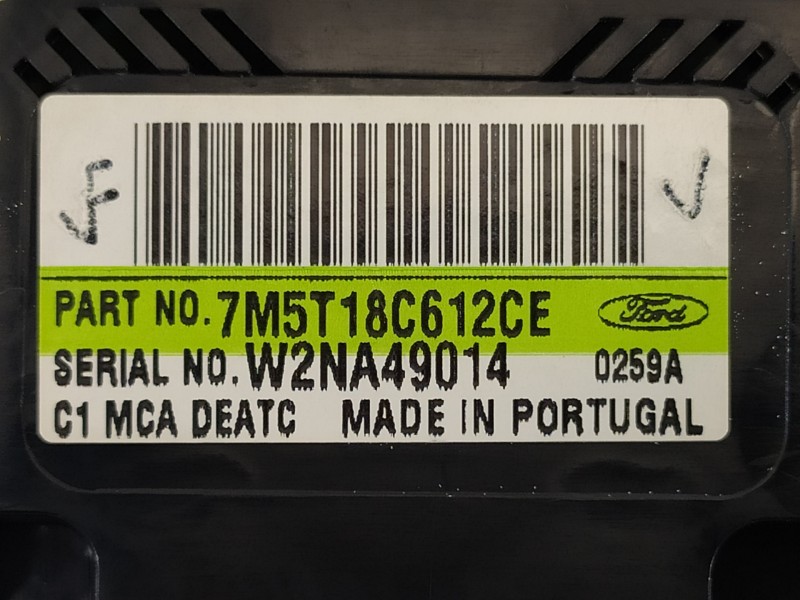 PART NO. 7M5T18C612CE Ford
SERIAL NO. W2NA49014 0259A
C1 MCA DEATC MADE IN PORTUGAL